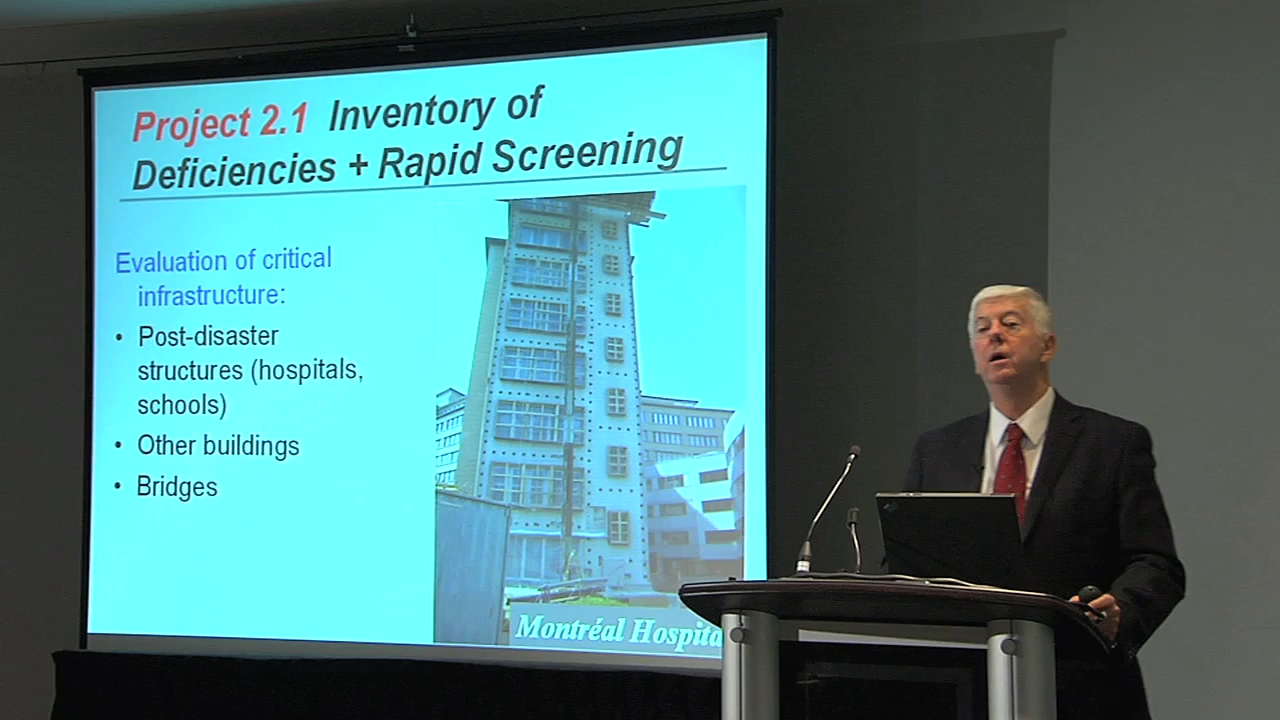 Project 2.1 Inventory of
Deficiencies + Rapid Screening
Evaluation of critical
infrastructure:
• Post-disaster
structures (hospitals,
schools)
• Other buildings
• Bridges
Montréal Hospita